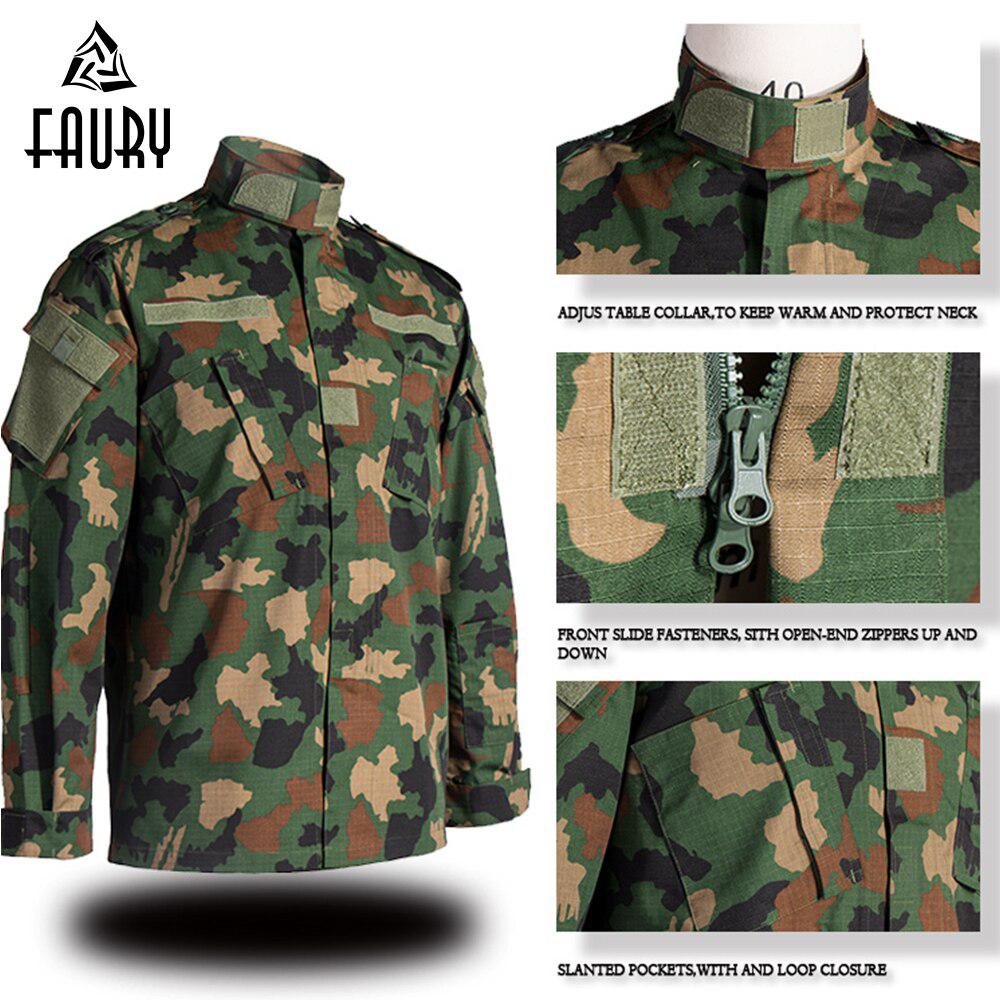 FAURY
40
ADJUS TABLE COLLAR,TO KEEP WARM AND PROTECT NECK
FRONT SLIDE FASTENERS, SITH OPEN-END ZIPPERS UP AND
DOWN
SLANTED POCKETS,WITH AND LOOP CLOSURE